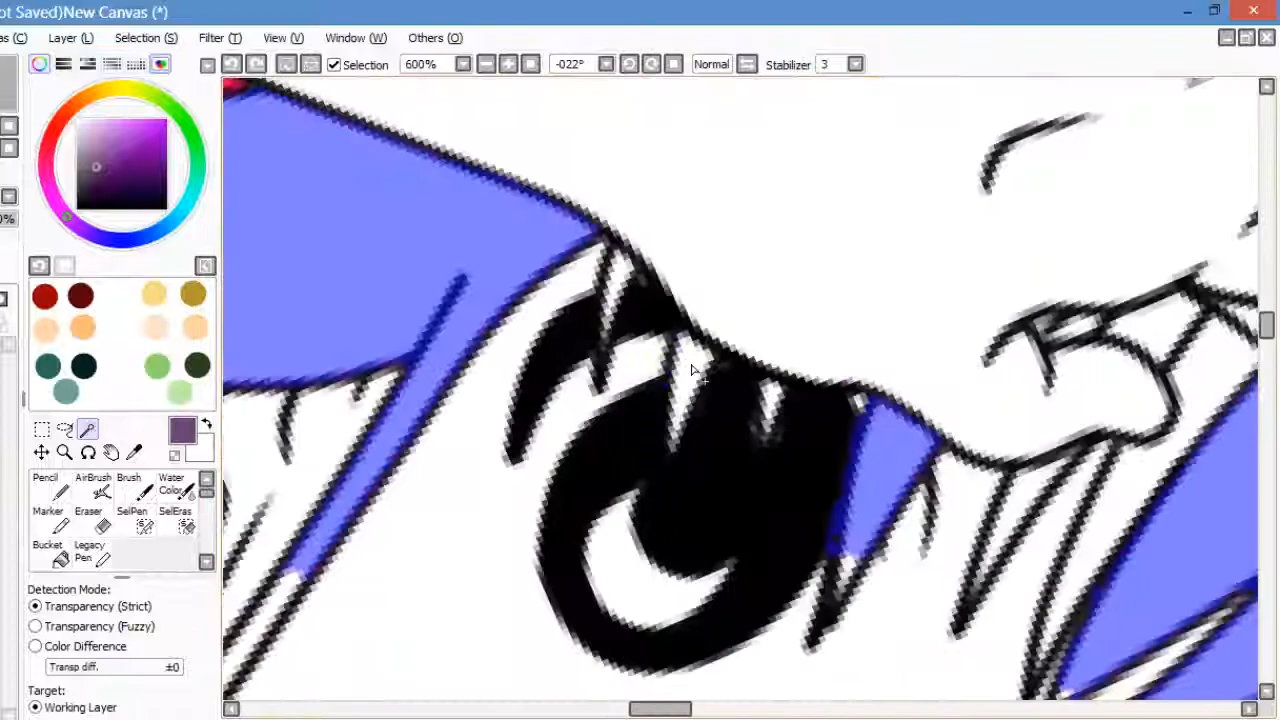 ot Saved)New Canvas (*)
as (C) Layer (L) Selection (S) Filter (T) View (V) Window (W) Others (O)
Selection 600% -022° Normal Stabilizer 3
0%
Pencil AirBrush Brush Water Color
Marker Eraser SelPen SelEras
Bucket Legacy Pen
Detection Mode:
Transparency (Strict)
Transparency (Fuzzy)
Color Difference
Transp diff. ±0
Target:
Working Layer